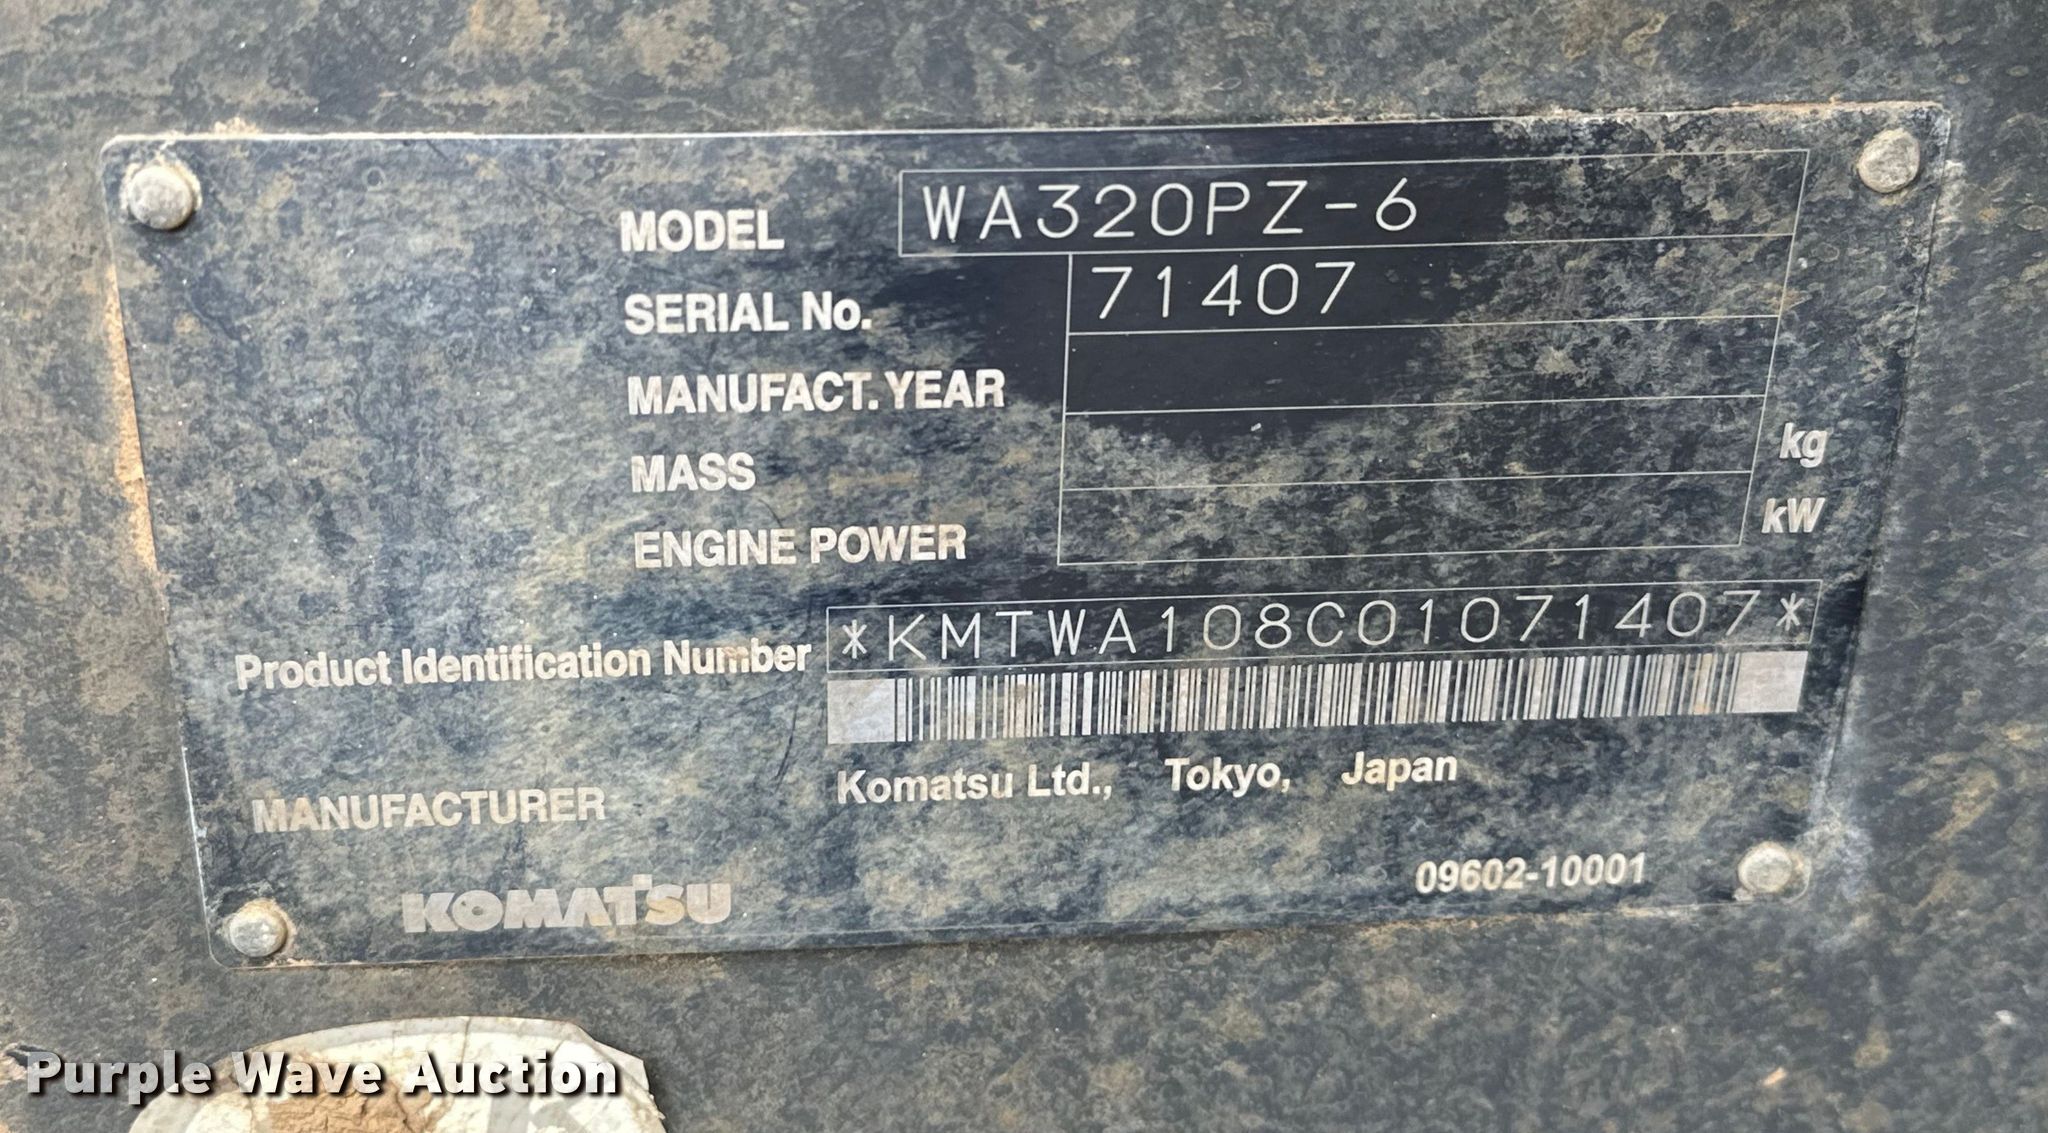 MODEL WA320PZ-6
SERIAL No. 71407
MANUFACT. YEAR
MASS kg
ENGINE POWER kW
Product Identification Number *KMTWA108C01071407*
MANUFACTURER Komatsu Ltd., Tokyo, Japan
KOMATSU 09602-10001
Purple Wave Auction